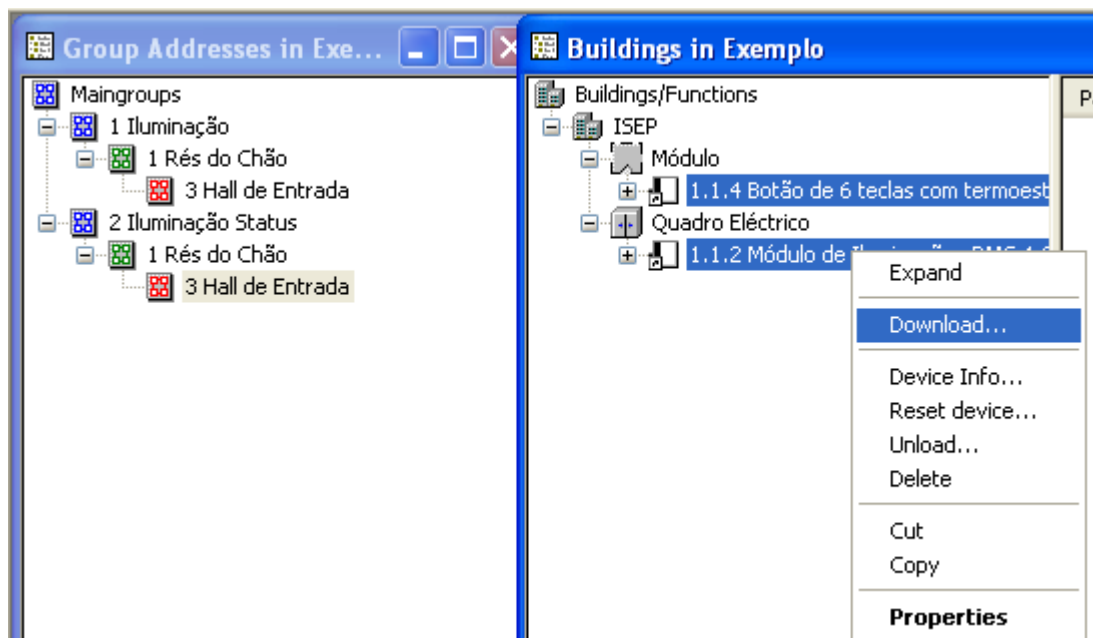 Group Addresses in Exe...
Maingroups
1 Iluminação
1 Rés do Chão
3 Hall de Entrada
2 Iluminação Status
1 Rés do Chão
3 Hall de Entrada
Buildings in Exemplo
Buildings/Functions
ISEP
Módulo
1.1.4 Botão de 6 teclas com termoest
Quadro Eléctrico
1.1.2 Módulo de
Expand
Download...
Device Info...
Reset device...
Unload...
Delete
Cut
Copy
Properties